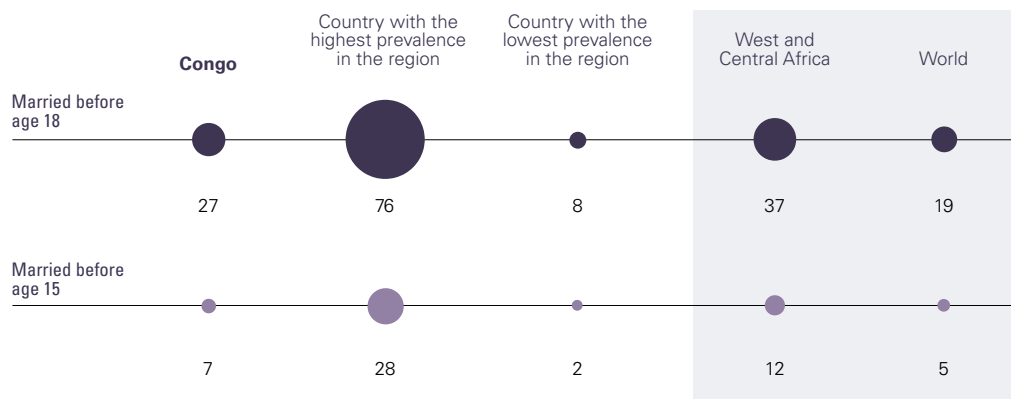 Congo
Country with the
highest prevalence
in the region
Country with the
lowest prevalence
in the region
West and
Central Africa
World
Married before
age 18
27
76
8
37
19
Married before
age 15
7
28
2
12
5